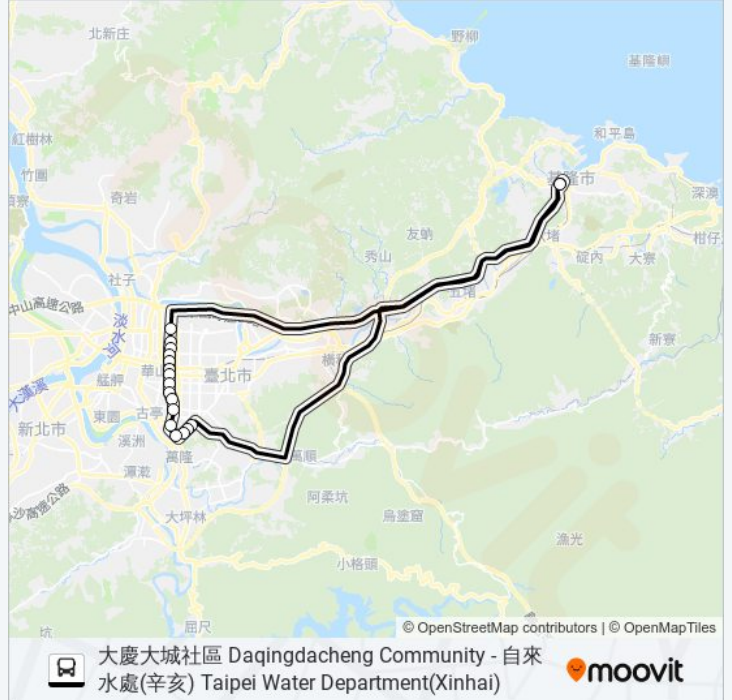 北新庄
野柳
基隆嶼
和平島
紅樹林
竹圍
奇岩
基隆市
深澳
友蚋
柑仔
秀山
碇內
大寮
社子
中山高速公路
五堵
淡水河
新寮
艋舺
臺北市
大漢溪
東園
古亭
新北市
溪洲
萬隆
萬順
潭漧
阿柔坑
大坪林
烏塗窟
漁光
小格頭
屈尺
坑
© OpenStreetMap contributors | © OpenMapTiles
大慶大城社區 Daqingdacheng Community - 自來
水處(辛亥) Taipei Water Department(Xinhai)
moovit